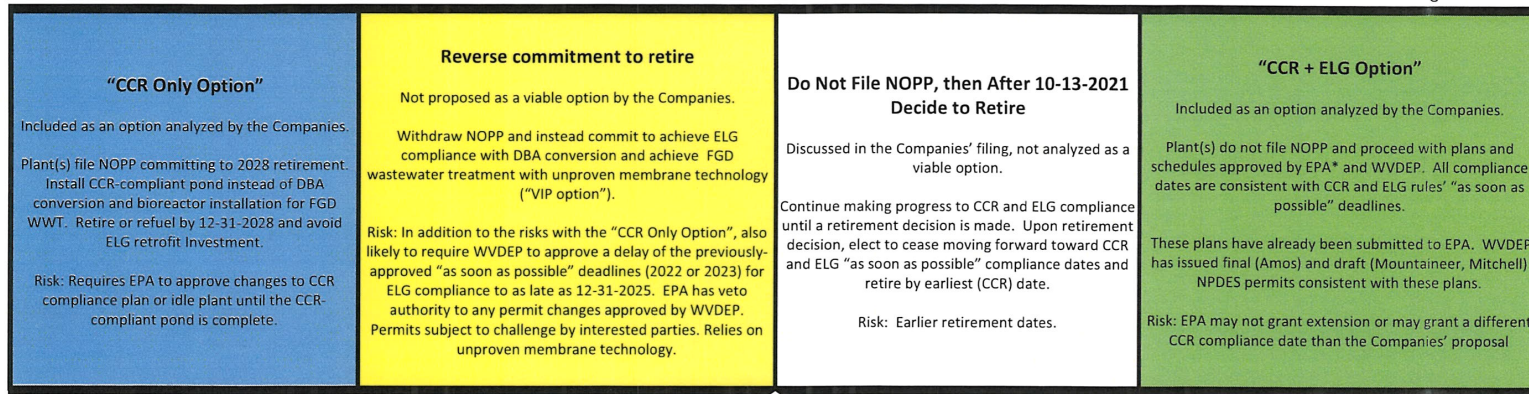 “CCR Only Option”
Included as an option analyzed by the Companies.
Plant(s) file NOPP committing to 2028 retirement.
Install CCR-compliant pond instead of DBA
conversion and bioreactor installation for FGD
WWT. Retire or refuel by 12-31-2028 and avoid
ELG retrofit Investment.
Risk: Requires EPA to approve changes to CCR
compliance plan or idle plant until the CCR-
compliant pond is complete.
Reverse commitment to retire
Not proposed as a viable option by the Companies.
Withdraw NOPP and instead commit to achieve ELG
compliance with DBA conversion and achieve FGD
wastewater treatment with unproven membrane technology
(“VIP option”).
Risk: In addition to the risks with the “CCR Only Option”, also
likely to require WVDEP to approve a delay of the previously-
approved “as soon as possible” deadlines (2022 or 2023) for
ELG compliance to as late as 12-31-2025. EPA has veto
authority to any permit changes approved by WVDEP.
Permits subject to challenge by interested parties. Relies on
unproven membrane technology.
Do Not File NOPP, then After 10-13-2021
Decide to Retire
Discussed in the Companies’ filing, not analyzed as a
viable option.
Continue making progress to CCR and ELG compliance
until a retirement decision is made. Upon retirement
decision, elect to cease moving forward toward CCR
and ELG “as soon as possible” compliance dates and
retire by earliest (CCR) date.
Risk: Earlier retirement dates.
“CCR + ELG Option”
Included as an option analyzed by the Companies.
Plant(s) do not file NOPP and proceed with plans and
schedules approved by EPA* and WVDEP. All compliance
dates are consistent with CCR and ELG rules’ “as soon as
possible” deadlines.
These plans have already been submitted to EPA. WVDEP
has issued final (Amos) and draft (Mountaineer, Mitchell)
NPDES permits consistent with these plans.
Risk: EPA may not grant extension or may grant a different
CCR compliance date than the Companies’ proposal